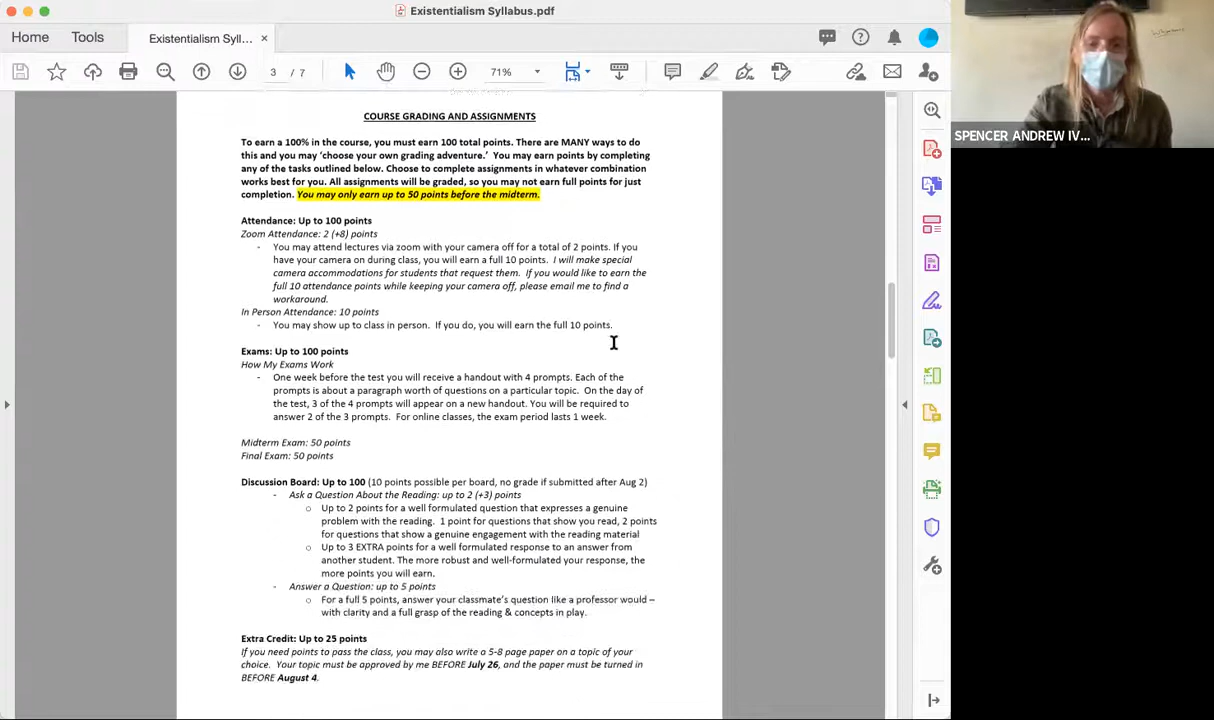 Existentialism Syllabus.pdf
Home
Tools
Existentialism Syll...
3 / 7
71%
SPENCER ANDREW IV...
COURSE GRADING AND ASSIGNMENTS
To earn a 100% in the course, you must earn 100 total points. There are MANY ways to do
this and you may ‘choose your own grading adventure.’ You may earn points by completing
any of the tasks outlined below. Choose to complete assignments in whatever combination
works best for you. All assignments will be graded, so you may not earn full points for just
completion. You may only earn up to 50 points before the midterm.
Attendance: Up to 100 points
Zoom Attendance: 2 (+8) points
- You may attend lectures via zoom with your camera off for a total of 2 points. If you
have your camera on during class, you will earn a full 10 points. I will make special
camera accommodations for students that request them. If you would like to earn the
full 10 attendance points while keeping your camera off, please email me to find a
workaround.
In Person Attendance: 10 points
- You may show up to class in person. If you do, you will earn the full 10 points.
Exams: Up to 100 points
How My Exams Work
- One week before the test you will receive a handout with 4 prompts. Each of the
prompts is about a paragraph worth of questions on a particular topic. On the day of
the test, 3 of the 4 prompts will appear on a new handout. You will be required to
answer 2 of the 3 prompts. For online classes, the exam period lasts 1 week.
Midterm Exam: 50 points
Final Exam: 50 points
Discussion Board: Up to 100 (10 points possible per board, no grade if submitted after Aug 2)
- Ask a Question About the Reading: up to 2 (+3) points
o Up to 2 points for a well formulated question that expresses a genuine
problem with the reading. 1 point for questions that show you read, 2 points
for questions that show a genuine engagement with the reading material
o Up to 3 EXTRA points for a well formulated response to an answer from
another student. The more robust and well-formulated your response, the
more points you will earn.
- Answer a Question: up to 5 points
o For a full 5 points, answer your classmate's question like a professor would –
with clarity and a full grasp of the reading & concepts in play.
Extra Credit: Up to 25 points
If you need points to pass the class, you may also write a 5-8 page paper on a topic of your
choice. Your topic must be approved by me BEFORE July 26, and the paper must be turned in
BEFORE August 4.